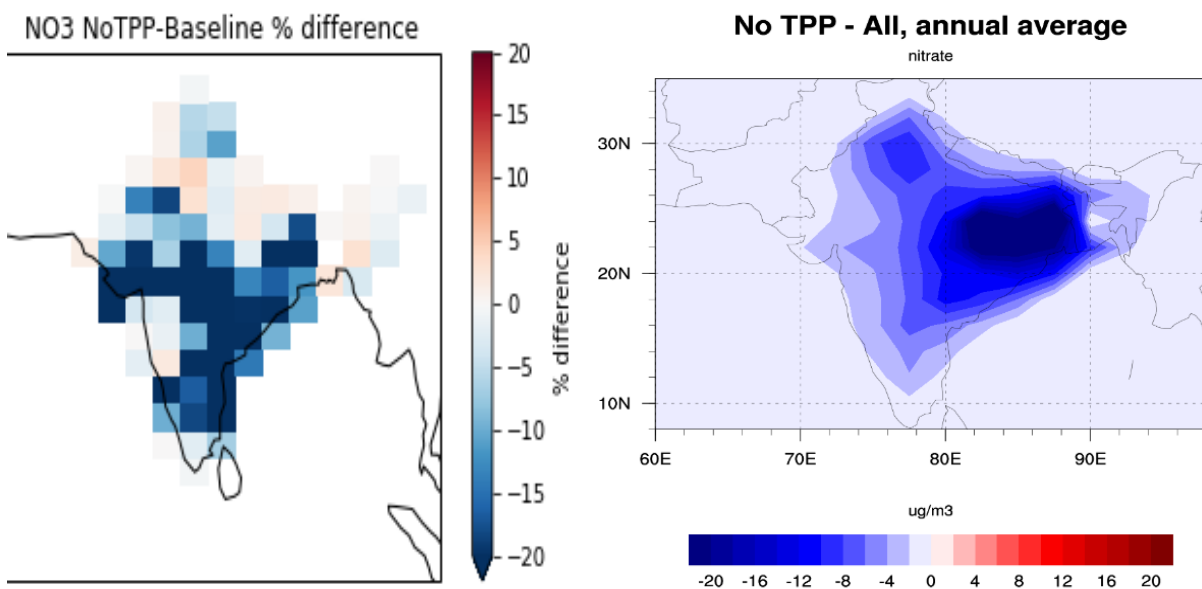 NO3 NoTPP-Baseline % difference
20
15
10
5
0
−5
−10
−15
−20
% difference
No TPP - All, annual average
nitrate
30N
20N
10N
60E 70E 80E 90E
ug/m3
-20 -16 -12 -8 -4 0 4 8 12 16 20